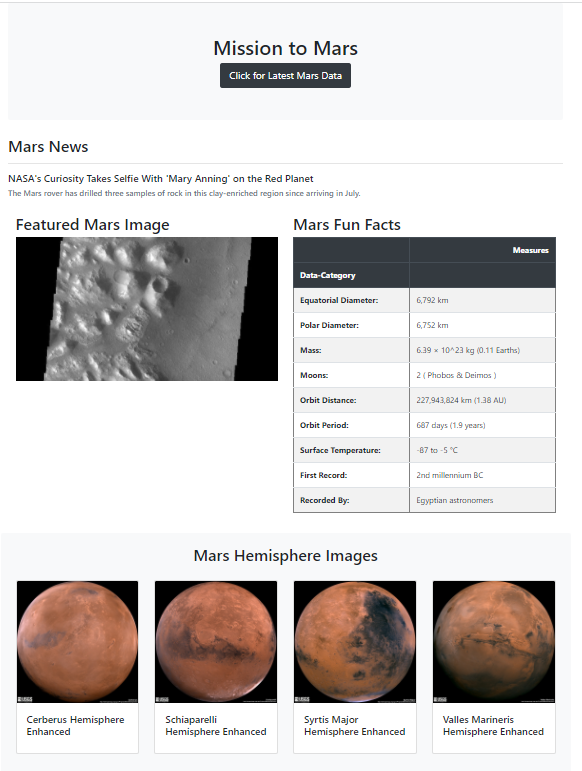 Mission to Mars
Click for Latest Mars Data
Mars News
NASA's Curiosity Takes Selfie With 'Mary Anning' on the Red Planet
The Mars rover has drilled three samples of rock in this clay-enriched region since arriving in July.
Featured Mars Image
Mars Fun Facts
Measures
Data-Category
Equatorial Diameter: 6,792 km
Polar Diameter: 6,752 km
Mass: 6.39 × 10^23 kg (0.11 Earths)
Moons: 2 ( Phobos & Deimos )
Orbit Distance: 227,943,824 km (1.38 AU)
Orbit Period: 687 days (1.9 years)
Surface Temperature: -87 to -5 °C
First Record: 2nd millennium BC
Recorded By: Egyptian astronomers
Mars Hemisphere Images
Cerberus Hemisphere
Enhanced
Schiaparelli
Hemisphere Enhanced
Syrtis Major
Hemisphere Enhanced
Valles Marineris
Hemisphere Enhanced